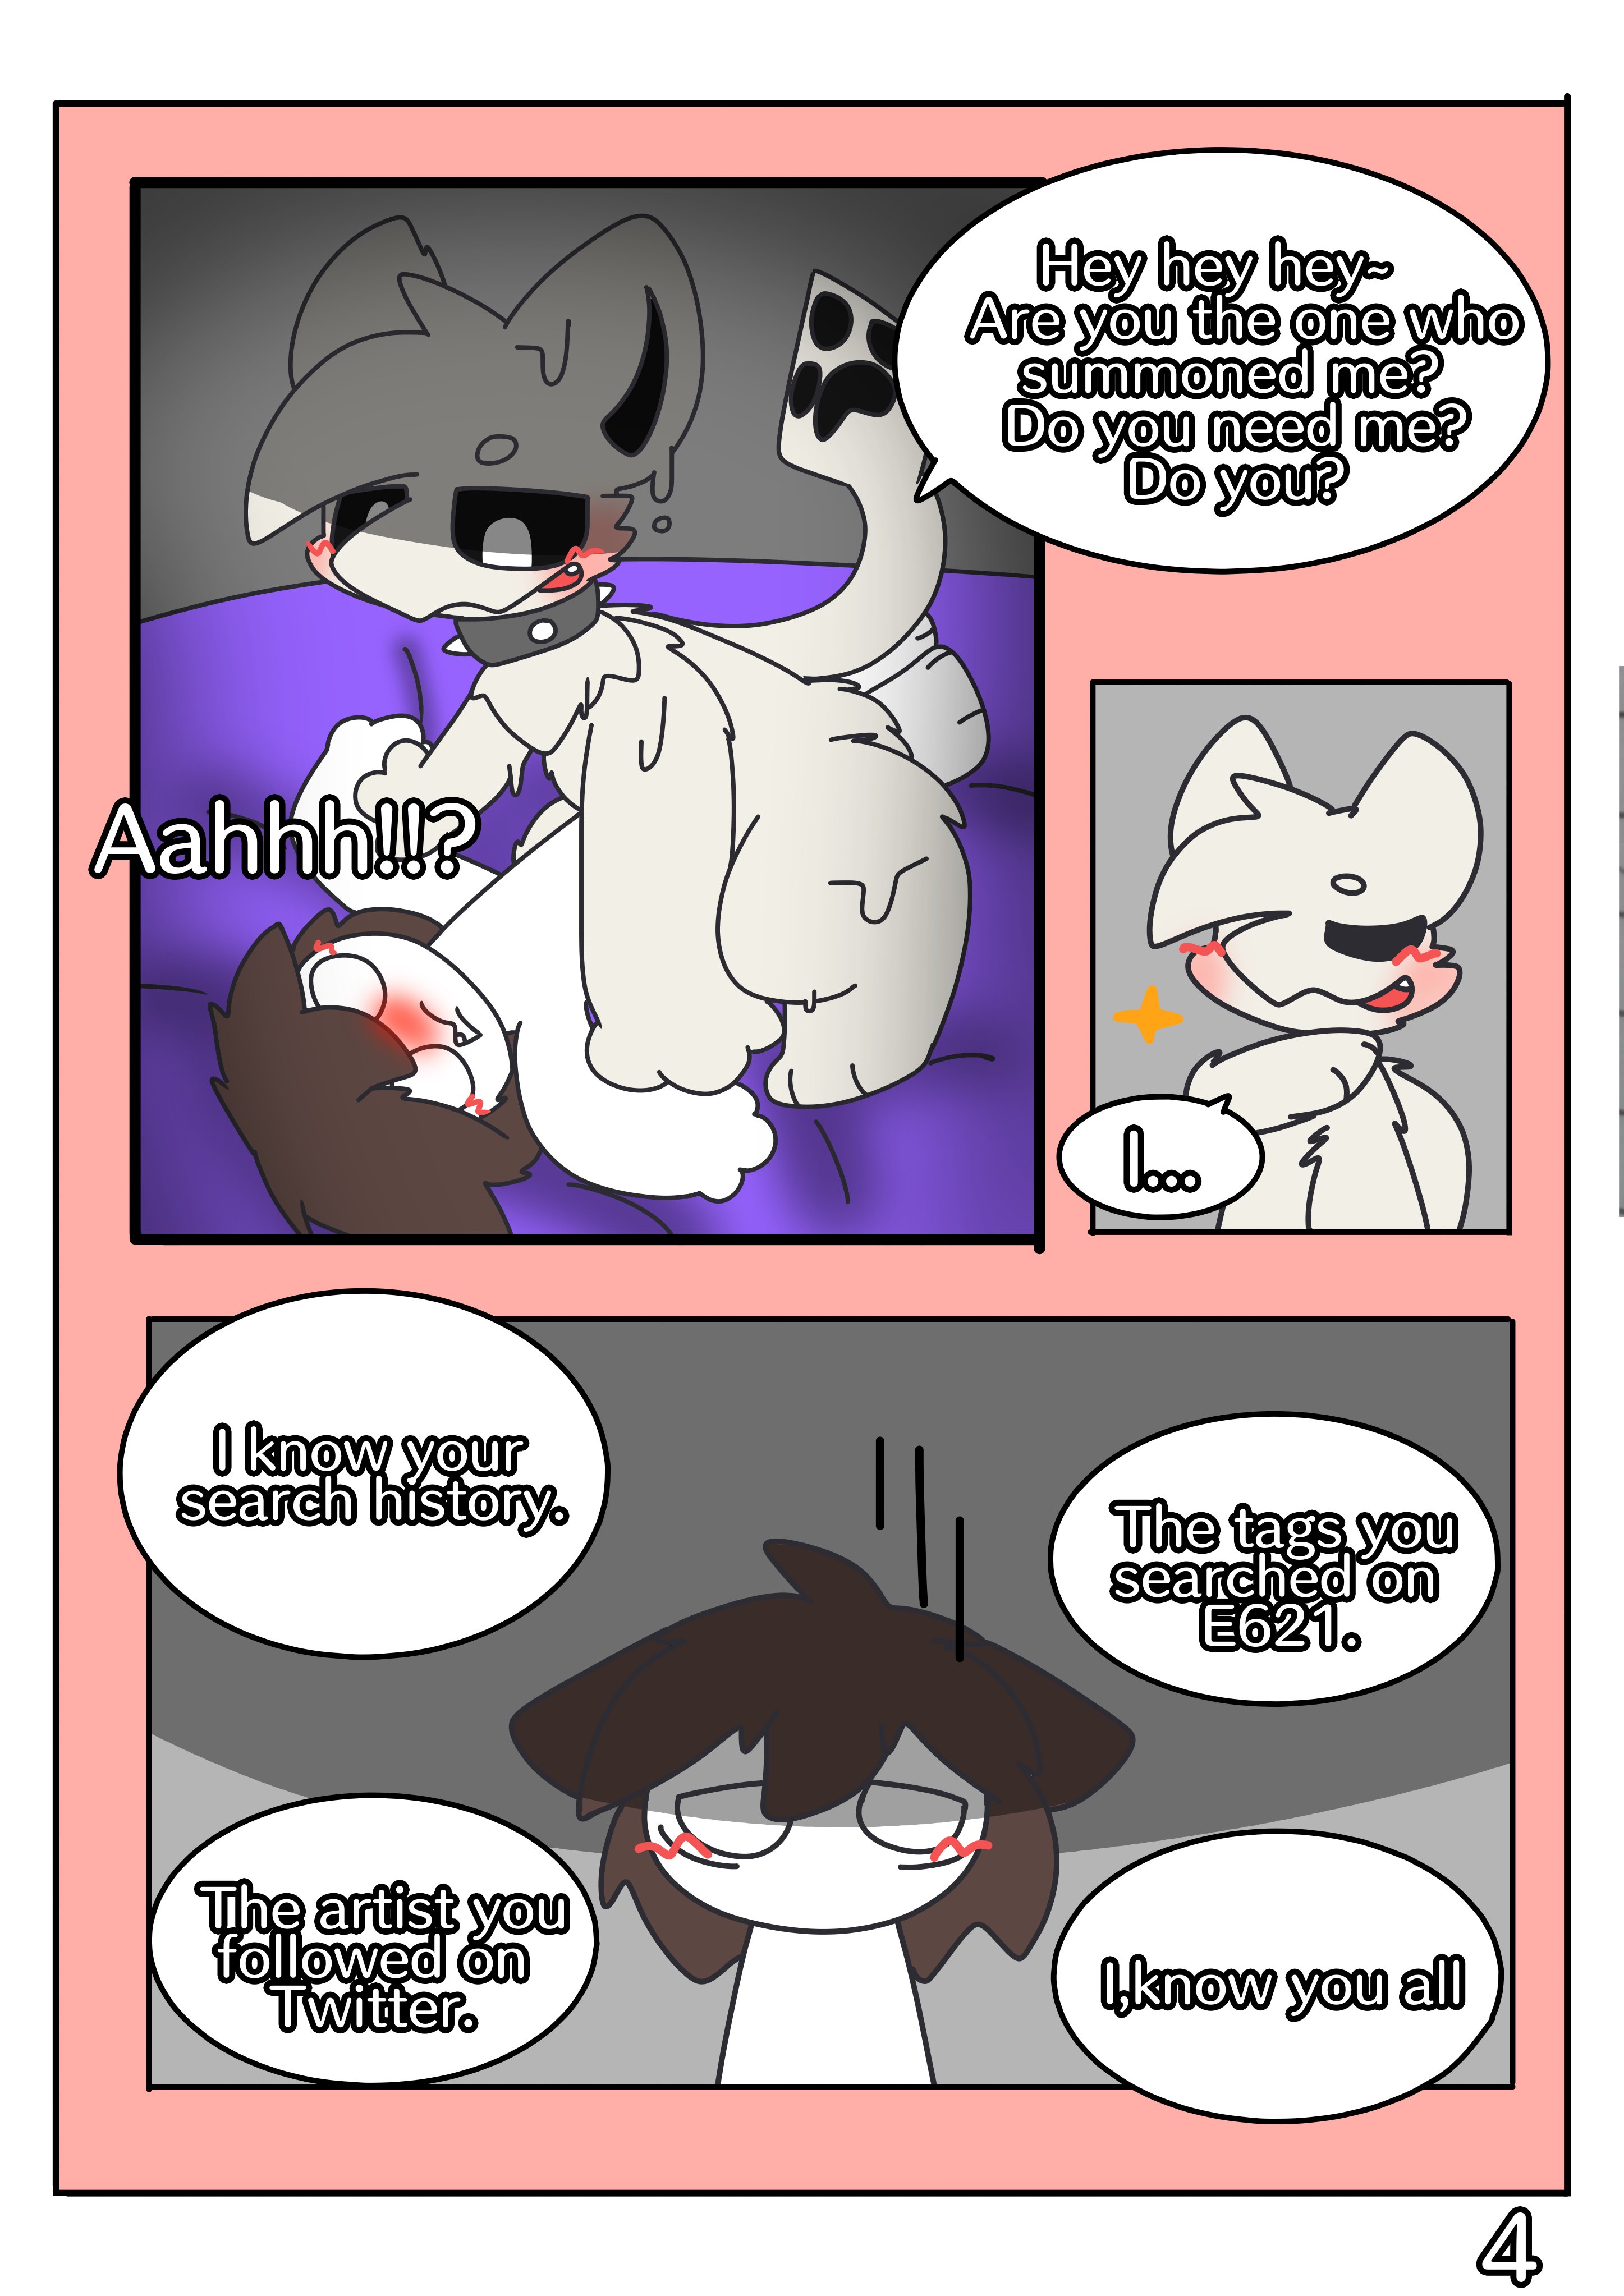 Hey hey hey~
Are you the one who
summoned me?
Do you need me?
Do you?
Aahhh!!?
I...
I know your
search history.
The tags you
searched on
E621.
The artist you
followed on
Twitter.
I,know you all
4